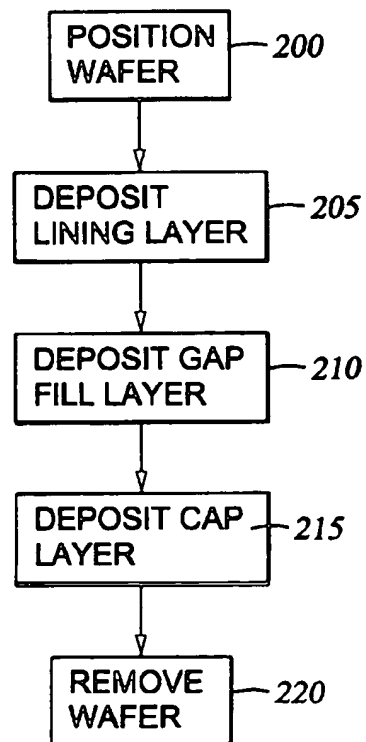 POSITION
WAFER
200
DEPOSIT
LINING LAYER
205
DEPOSIT GAP
FILL LAYER
210
DEPOSIT CAP
LAYER
215
REMOVE
WAFER
220